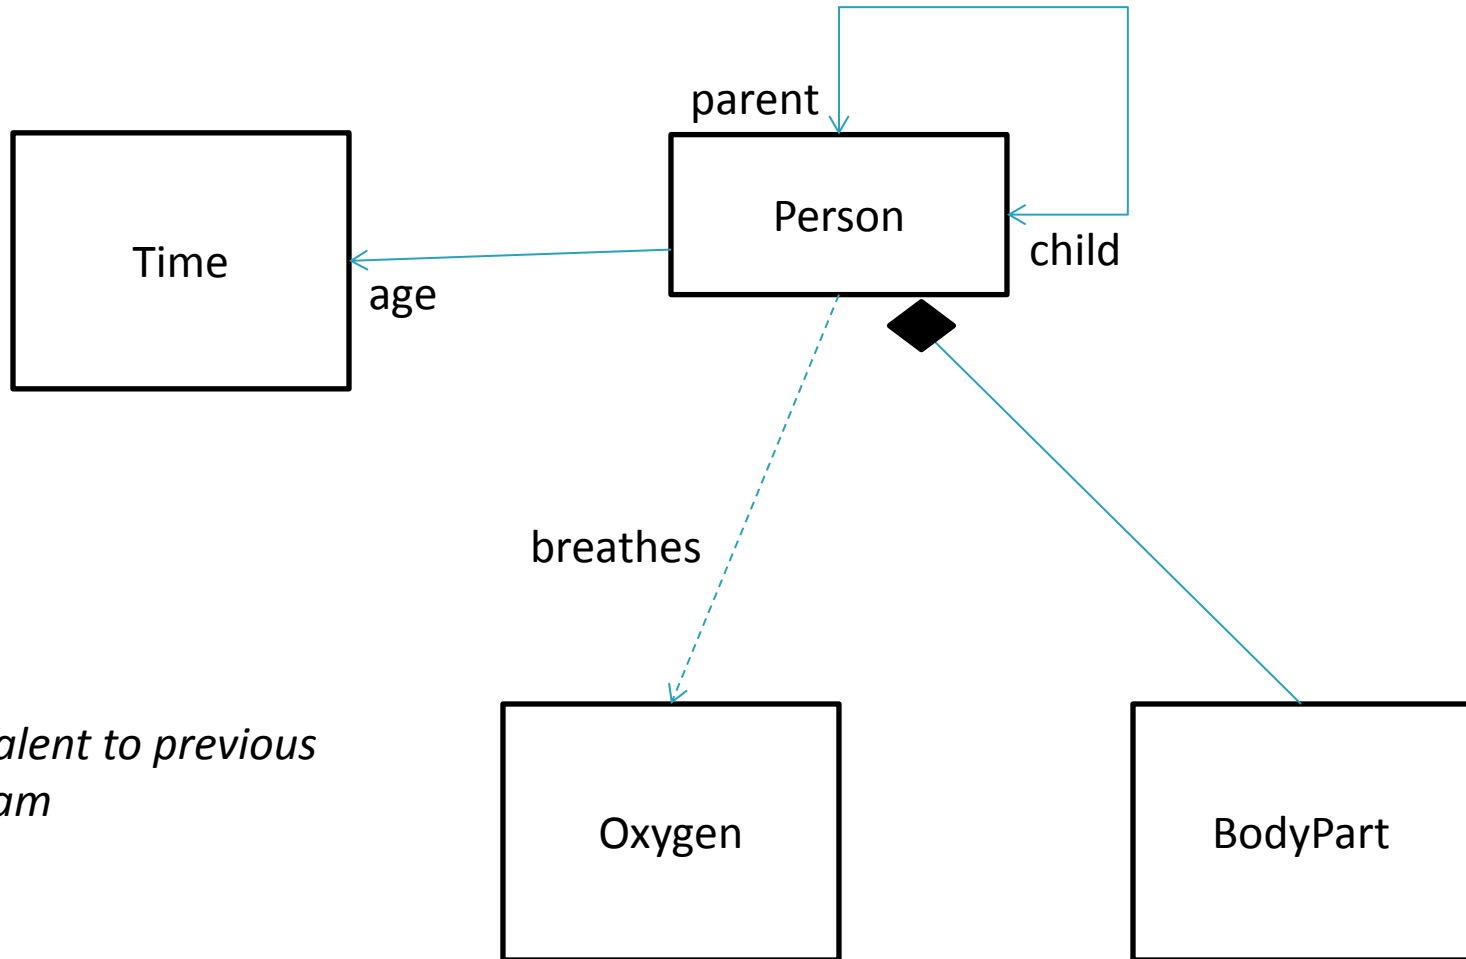 parent
Person
child
Time
age
breathes
alent to previous
am
Oxygen
BodyPart